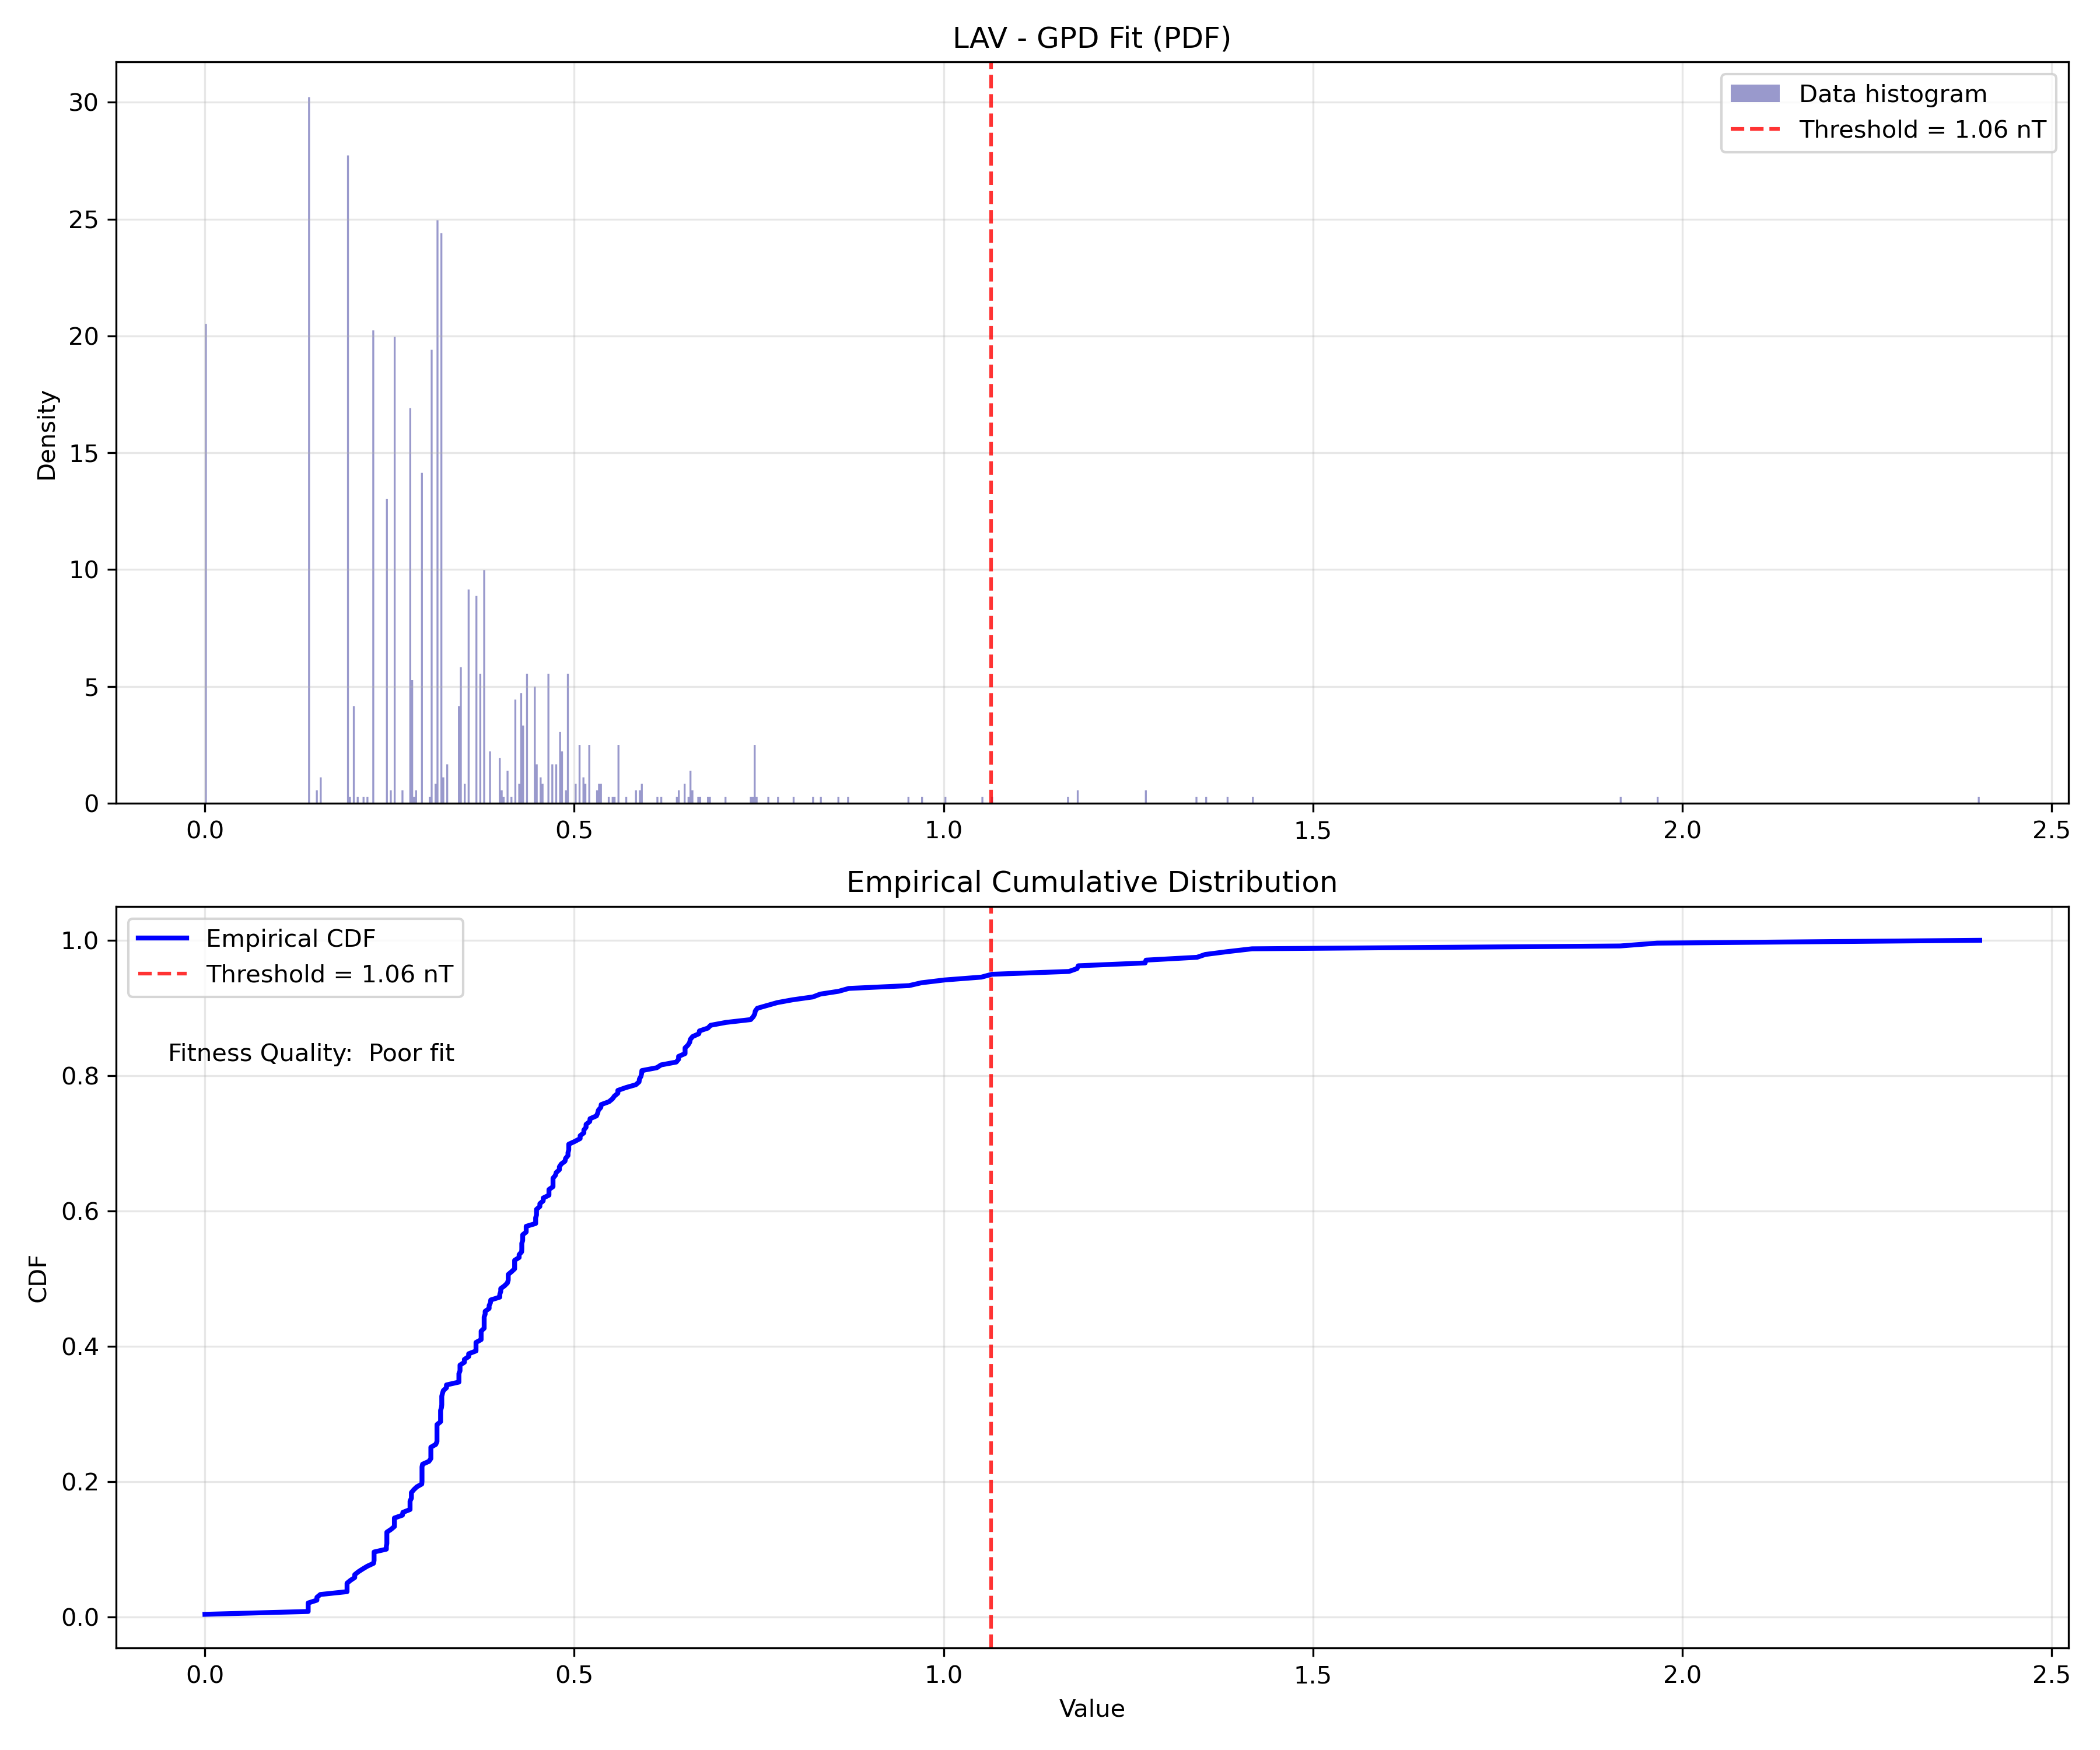 LAV - GPD Fit (PDF)
30
25
20
15
10
5
0
Density
Data histogram
Threshold = 1.06 nT
0.0 0.5 1.0 1.5 2.0 2.5
Empirical Cumulative Distribution
1.0
0.8
0.6
0.4
0.2
0.0
CDF
Empirical CDF
Threshold = 1.06 nT
Fitness Quality: Poor fit
0.0 0.5 1.0 1.5 2.0 2.5
Value